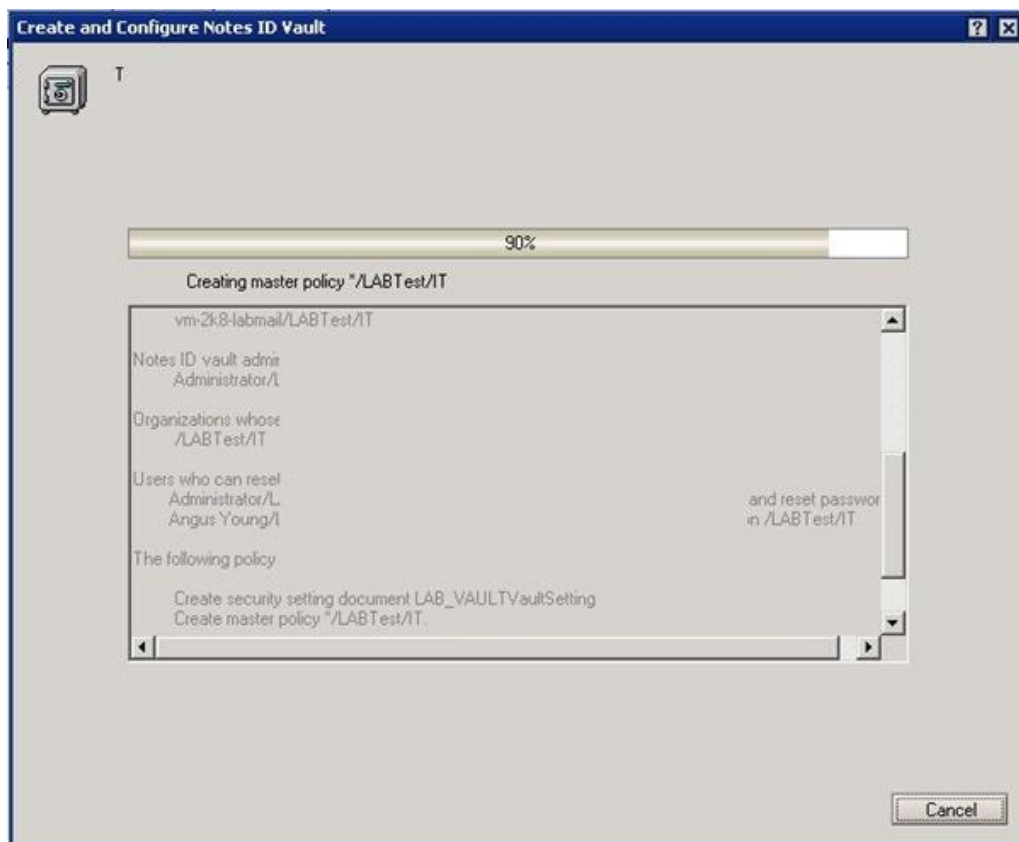 Create and Configure Notes ID Vault
T
90%
Creating master policy "/LABTest/IT
vm-2k8-labmail/LABTest/IT
Notes ID vault
Administrator/
Organizations whose
/LABTest/IT
Users who can reset
Administrator/L and reset passwor
Angus Young/ /LABTest/IT
The following policy
Create security setting document LAB_VAULTVaultSetting
Create master policy "/LABTest/IT.
Cancel